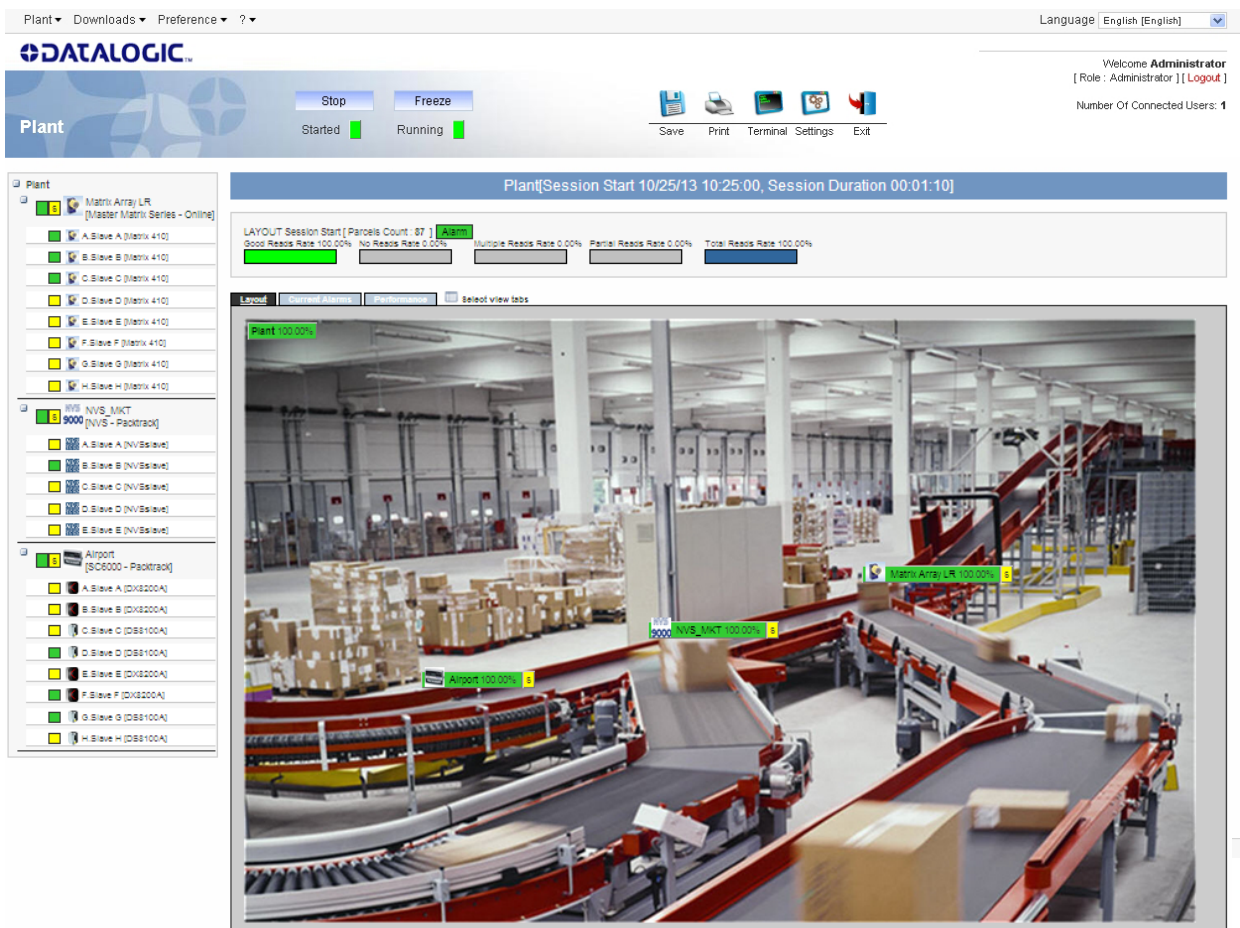 Plant Downloads Preference ?
Language English [English]
DATALOGIC™
Welcome Administrator
[ Role : Administrator ] [ Logout ]
Number Of Connected Users: 1
Plant
Stop Freeze
Started Running
Save Print Terminal Settings Exit
Plant[Session Start 10/25/13 10:25:00, Session Duration 00:01:10]
Plant
S Matrix Array LR
[Master Matrix Series - Online]
A.Slave A [Matrix 410]
B.Slave B [Matrix 410]
C.Slave C [Matrix 410]
D.Slave D [Matrix 410]
E.Slave E [Matrix 410]
F.Slave F [Matrix 410]
G.Slave G [Matrix 410]
H.Slave H [Matrix 410]
S NVS 9000 NVS_MKT
[NVS - Packtrack]
A.Slave A [NVSslave]
B.Slave B [NVSslave]
C.Slave C [NVSslave]
D.Slave D [NVSslave]
E.Slave E [NVSslave]
S Airport
[SC6000 - Packtrack]
A.Slave A [DX8200A]
B.Slave B [DX8200A]
C.Slave C [DS8100A]
D.Slave D [DS8100A]
E.Slave E [DX8200A]
F.Slave F [DX8200A]
G.Slave G [DS8100A]
H.Slave H [DS8100A]
LAYOUT Session Start [ Parcels Count : 87 ] Alarm
Good Reads Rate 100.00% No Reads Rate 0.00% Multiple Reads Rate 0.00% Partial Reads Rate 0.00% Total Reads Rate 100.00%
Layout Current Alarms Performance Select view tabs
Plant 100.00%
Matrix Array LR 100.00% S
NVS 9000 NVS_MKT 100.00% S
Airport 100.00% S